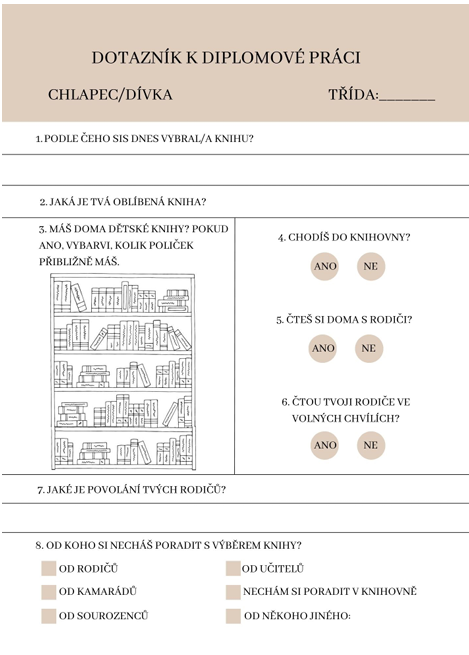 DOTAZNÍK K DIPLOMOVÉ PRÁCI
CHLAPEC/DÍVKA
TŘÍDA:_______
1. PODLE ČEHO SIS DNES VYBRAL/A KNIHU?
2. JAKÁ JE TVÁ OBLÍBENÁ KNIHA?
3. MÁŠ DOMA DĚTSKÉ KNIHY? POKUD
ANO, VYBARVI, KOLIK POLIČEK
PŘIBLIŽNĚ MÁŠ.
4. CHODÍŠ DO KNIHOVNY?
ANO
NE
5. ČTEŠ SI DOMA S RODIČI?
ANO
NE
6. ČTOU TVOJI RODIČE VE
VOLNÝCH CHVÍLÍCH?
ANO
NE
7. JAKÉ JE POVOLÁNÍ TVÝCH RODIČŮ?
8. OD KOHO SI NECHÁŠ PORADIT S VÝBĚREM KNIHY?
OD RODIČŮ
OD UČITELŮ
OD KAMARÁDŮ
NECHÁM SI PORADIT V KNIHOVNĚ
OD SOUROZENCŮ
OD NĚKOHO JINÉHO: